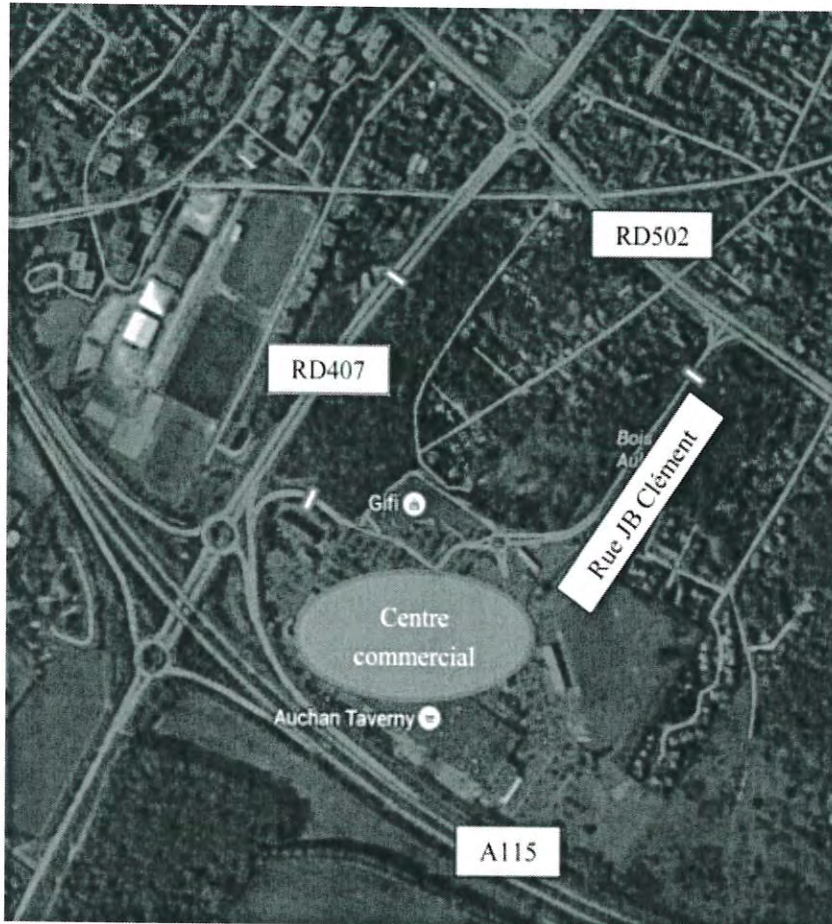 RD502
RD407
Bois
Rue JB Clément
Gifi
Centre
commercial
Auchan Taverny
A115